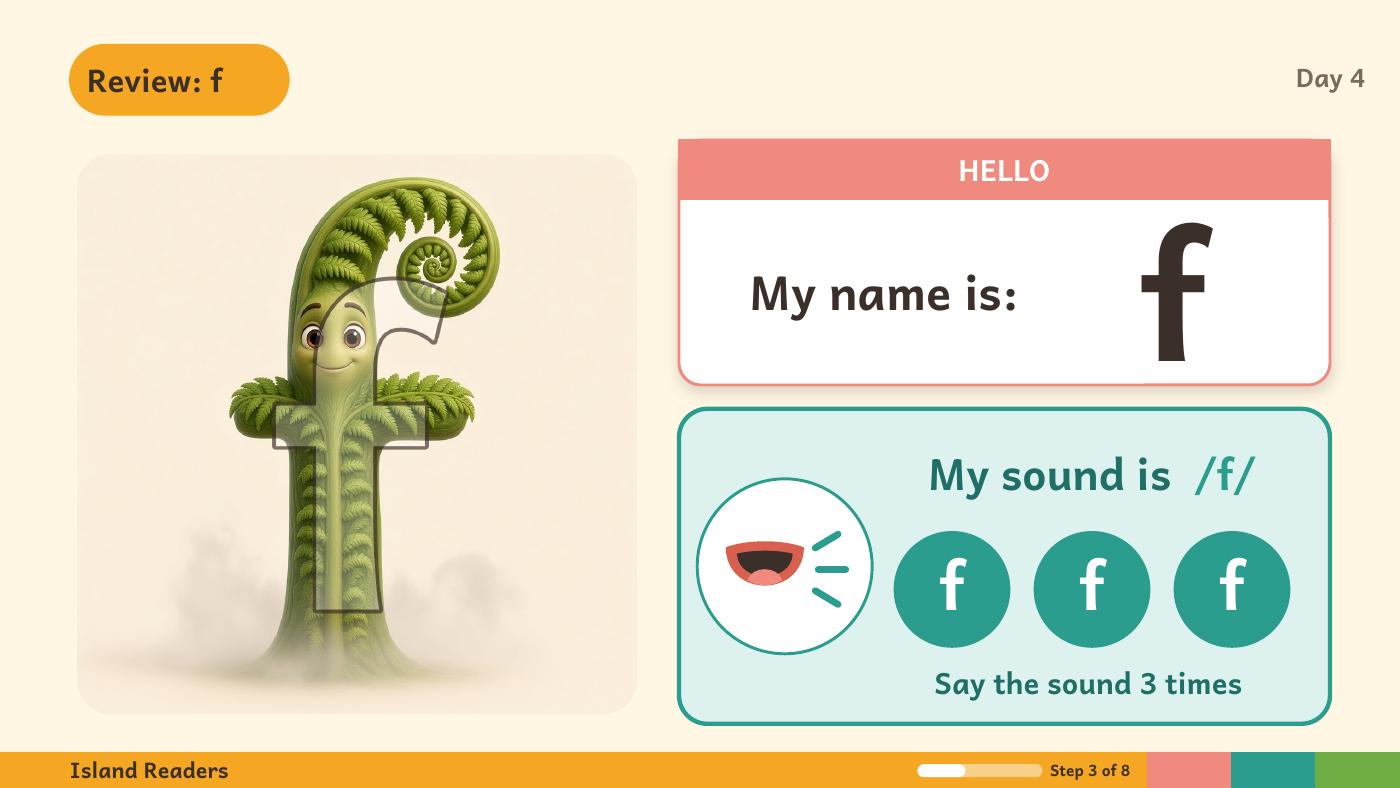 Review: f
Day 4
HELLO
My name is: f
My sound is /f/
f f f
Say the sound 3 times
f
Island Readers
Step 3 of 8